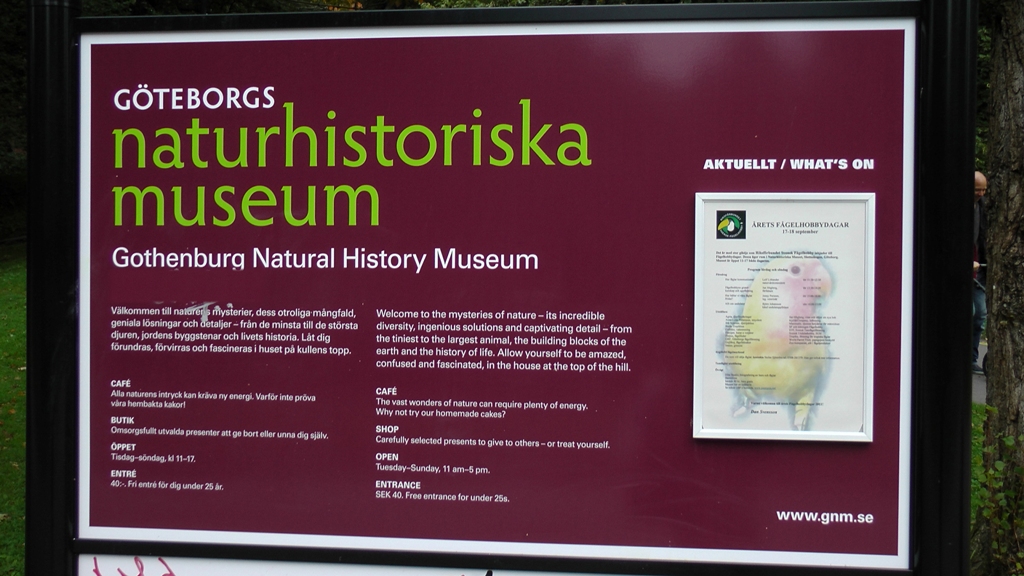 GÖTEBORGS
naturhistoriska
museum
Gothenburg Natural History Museum
Välkommen till naturens mysterier, dess otroliga mångfald,
geniala lösningar och detaljer – från de minsta till de största
djuren, jordens byggstenar och livets historia. Låt dig
förundras, förvirras och fascineras i huset på kullens topp.
CAFÉ
Alla naturens intryck kan kräva ny energi. Varför inte pröva
våra hembakta kakor!
BUTIK
Omsorgsfullt utvalda presenter att ge bort eller unna dig själv.
ÖPPET
Tisdag–söndag, kl 11–17.
ENTRÉ
40:-. Fri entré för dig under 25 år.
Welcome to the mysteries of nature – its incredible
diversity, ingenious solutions and captivating detail – from
the tiniest to the largest animal, the building blocks of the
earth and the history of life. Allow yourself to be amazed,
confused and fascinated, in the house at the top of the hill.
CAFÉ
The vast wonders of nature can require plenty of energy.
Why not try our homemade cakes?
SHOP
Carefully selected presents to give to others – or treat yourself.
OPEN
Tuesday–Sunday, 11 am–5 pm.
ENTRANCE
SEK 40. Free entrance for under 25s.
AKTUELLT / WHAT'S ON
ÅRETS FÅGELHOBBYDAGAR
17-18 september
www.gnm.se